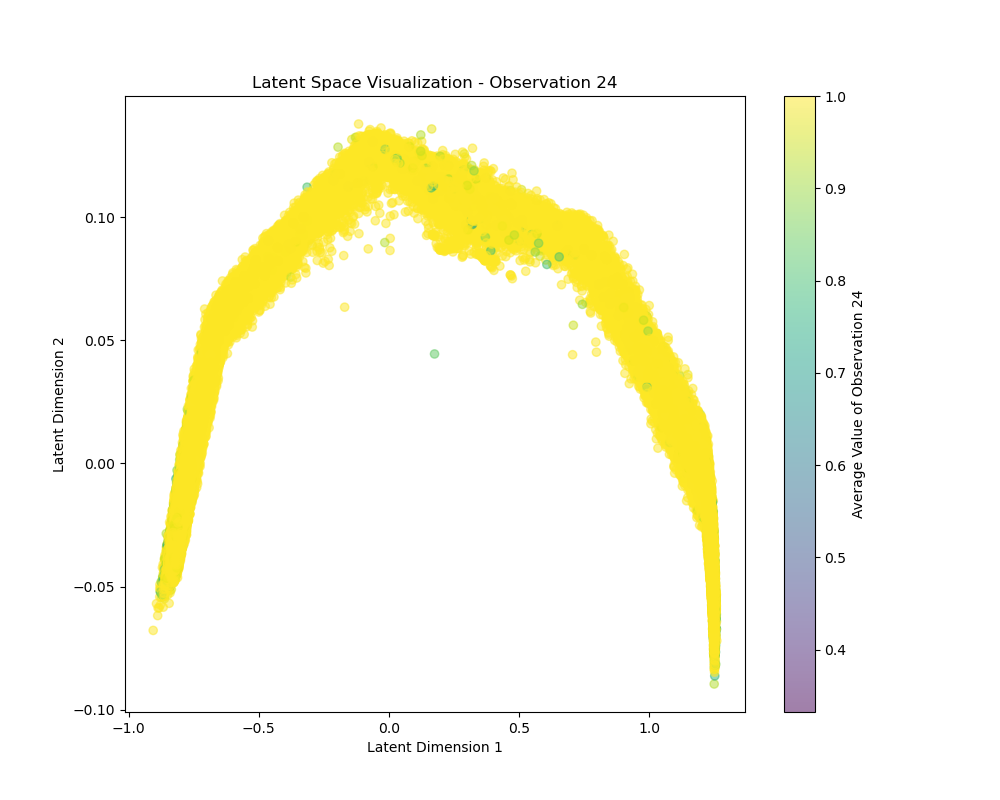 Latent Space Visualization - Observation 24
1.0
0.9
0.8
0.7
0.6
0.5
0.4
Average Value of Observation 24
0.10
0.05
0.00
−0.05
−0.10
Latent Dimension 2
−1.0 −0.5 0.0 0.5 1.0
Latent Dimension 1